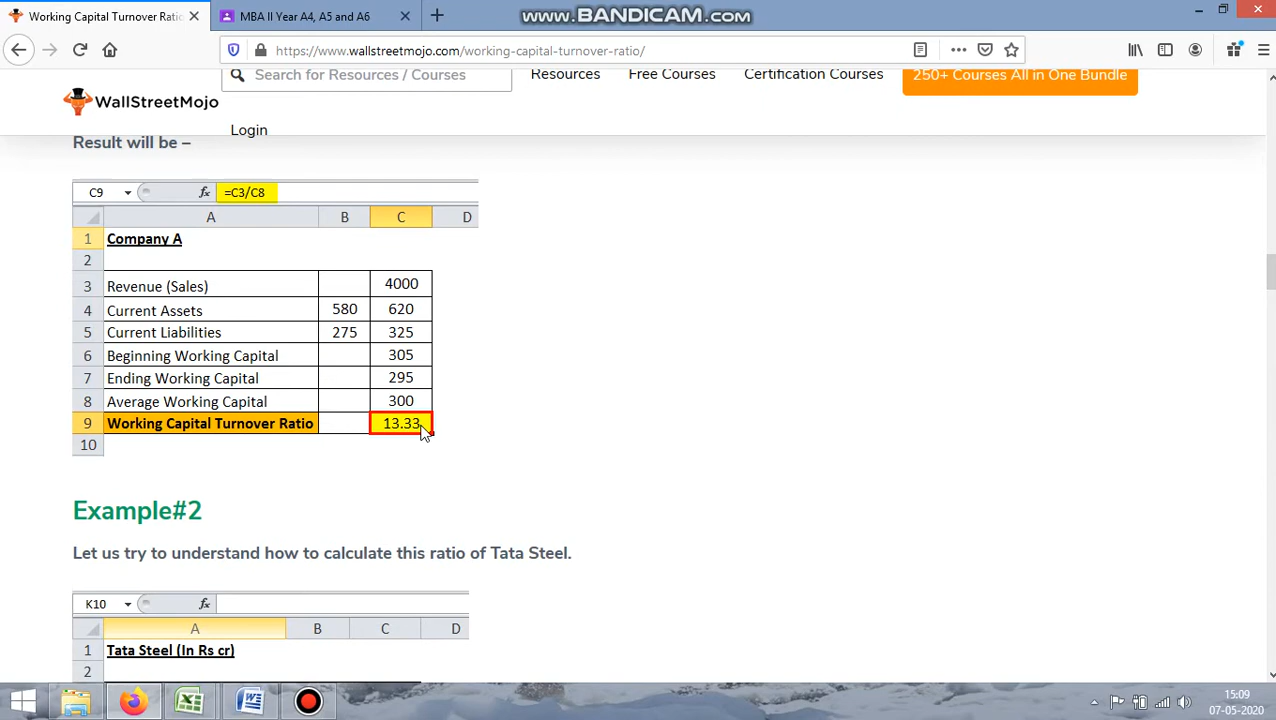 Working Capital Turnover Ratio
MBA II Year A4, A5 and A6
www.BANDICAM.com
https://www.wallstreetmojo.com/working-capital-turnover-ratio/
Search for Resources / Courses
Resources
Free Courses
Certification Courses
250+ Courses All in One Bundle
WallStreetMojo
Login
Result will be –
C9 fx =C3/C8
A B C D
1 Company A
2
3 Revenue (Sales) 4000
4 Current Assets 580 620
5 Current Liabilities 275 325
6 Beginning Working Capital 305
7 Ending Working Capital 295
8 Average Working Capital 300
9 Working Capital Turnover Ratio 13.33
10
Example#2
Let us try to understand how to calculate this ratio of Tata Steel.
K10 fx
A B C D
1 Tata Steel (In Rs cr)
2
15:09
07-05-2020